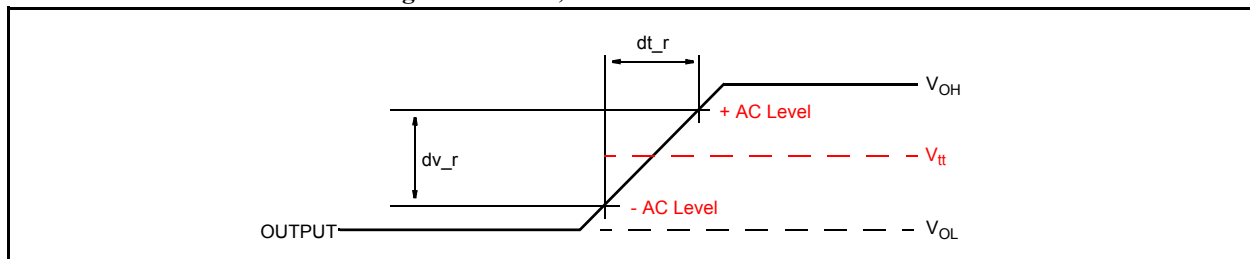 dt_r
V_OH
+ AC Level
dv_r
V_tt
- AC Level
OUTPUT
V_OL